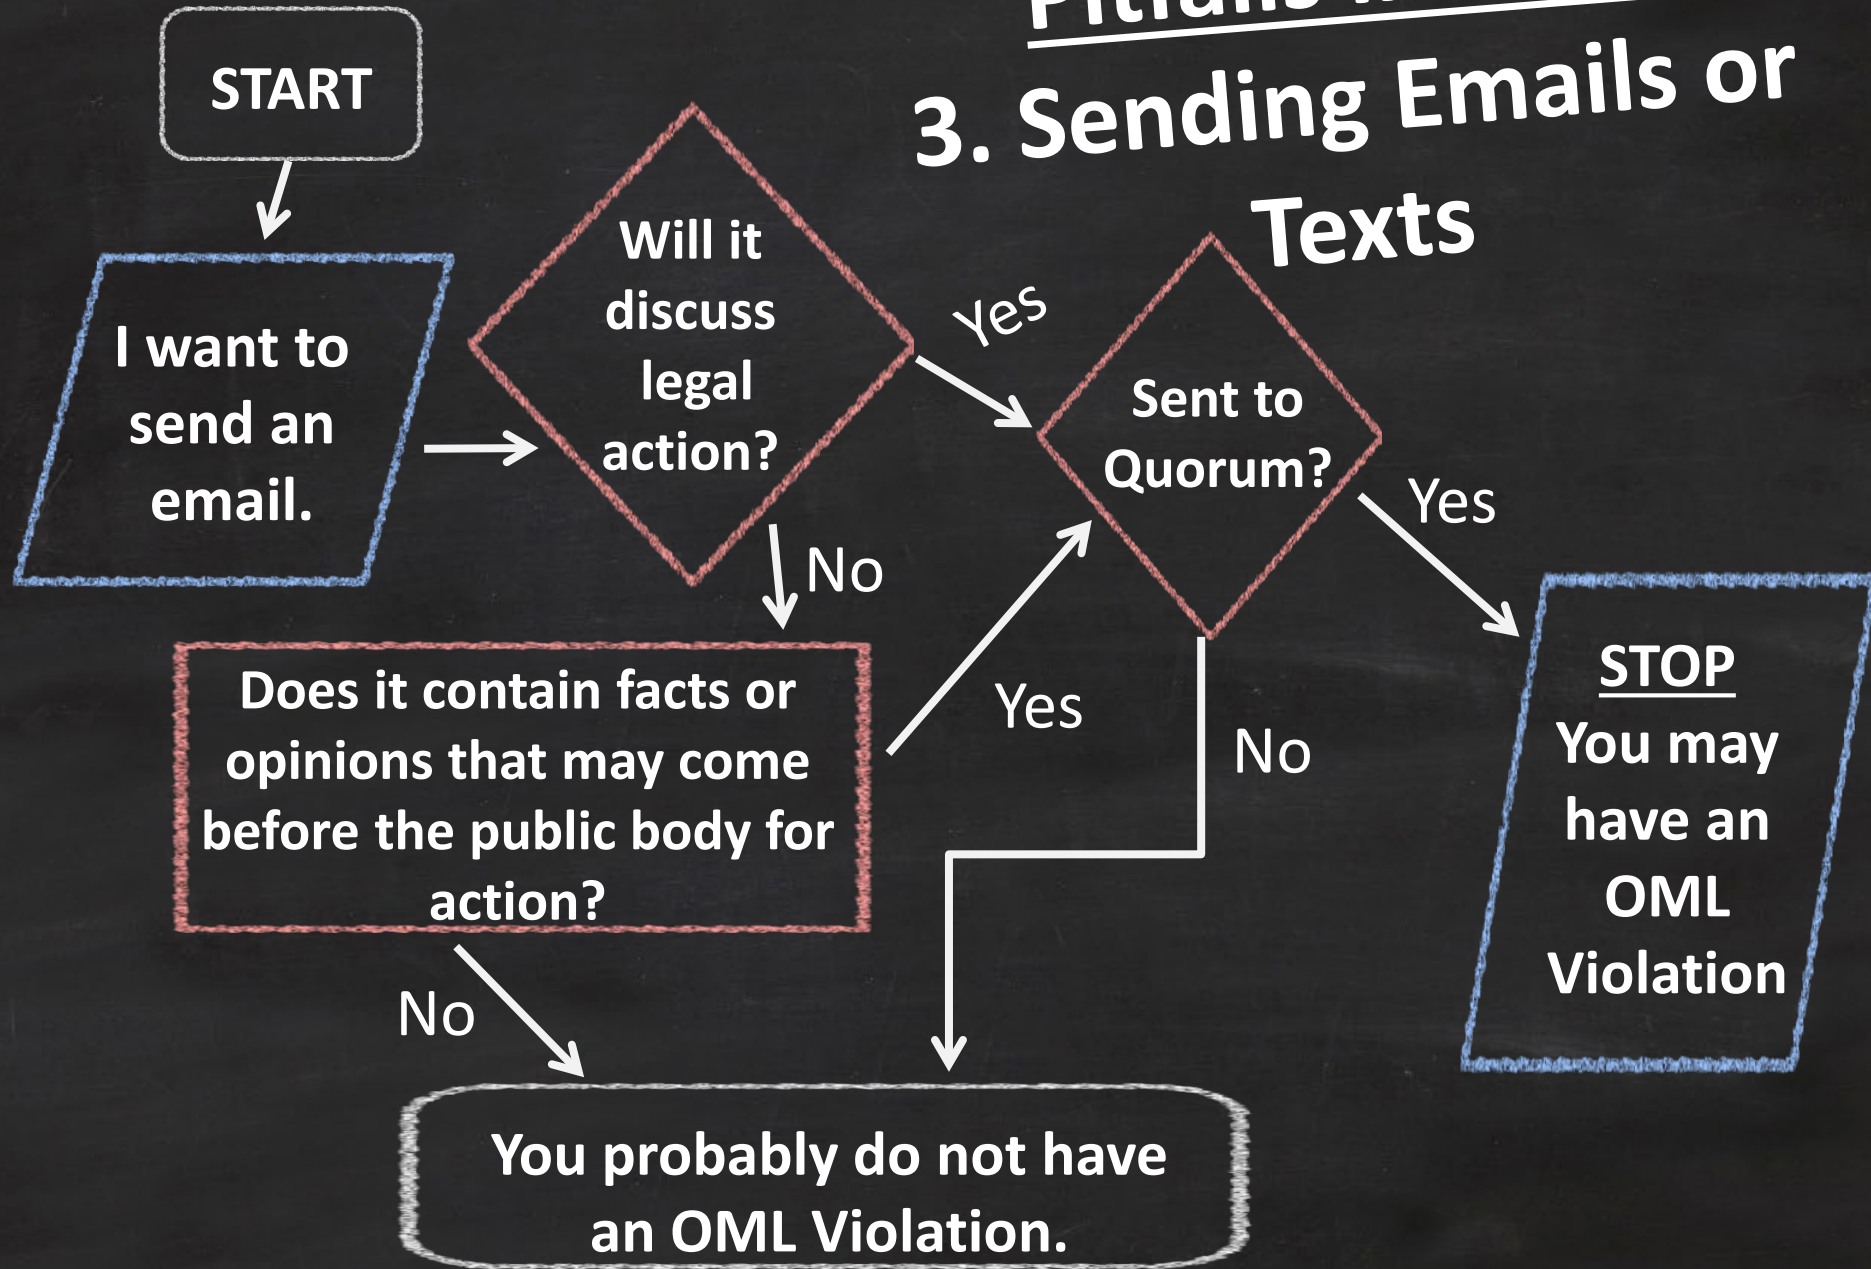 Pitfalls
3. Sending Emails or
Texts
START
I want to
send an
email.
Will it
discuss
legal
action?
Yes
No
Sent to
Quorum?
Yes
No
Does it contain facts or
opinions that may come
before the public body for
action?
Yes
No
STOP
You may
have an
OML
Violation
You probably do not have
an OML Violation.